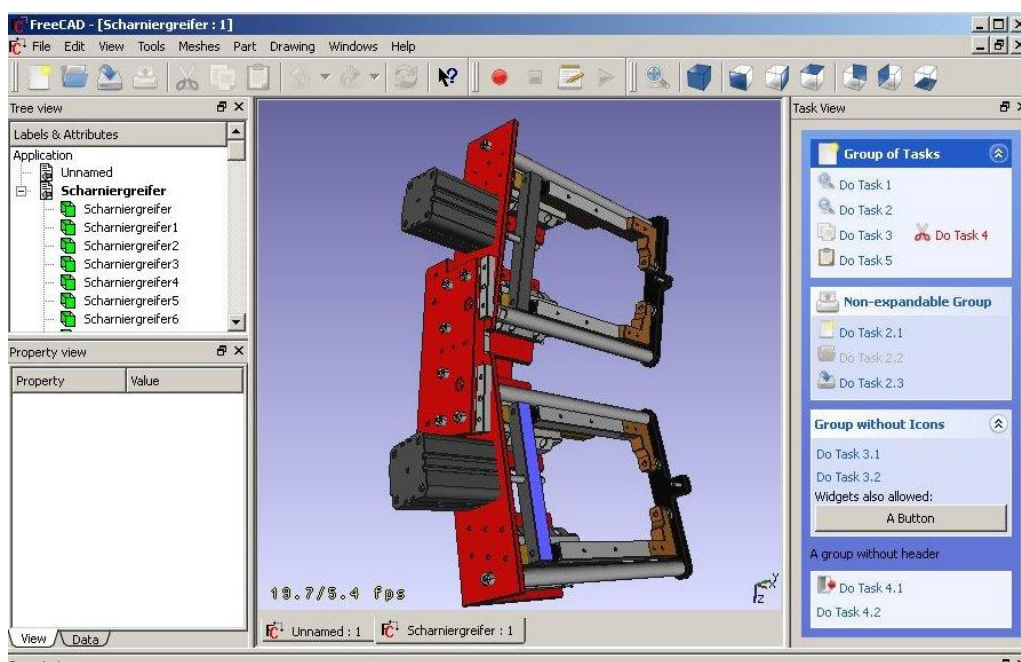 FreeCAD - [Scharniergreifer : 1]
File Edit View Tools Meshes Part Drawing Windows Help
Tree view
Labels & Attributes
Application
Unnamed
Scharniergreifer
Scharniergreifer
Scharniergreifer1
Scharniergreifer2
Scharniergreifer3
Scharniergreifer4
Scharniergreifer5
Scharniergreifer6
Property view
Property Value
View Data
19.7/5.4 fps
Y
Z
Unnamed : 1 Scharniergreifer : 1
Task View
Group of Tasks
Do Task 1
Do Task 2
Do Task 3 Do Task 4
Do Task 5
Non-expandable Group
Do Task 2.1
Do Task 2.2
Do Task 2.3
Group without Icons
Do Task 3.1
Do Task 3.2
Widgets also allowed:
A Button
A group without header
Do Task 4.1
Do Task 4.2